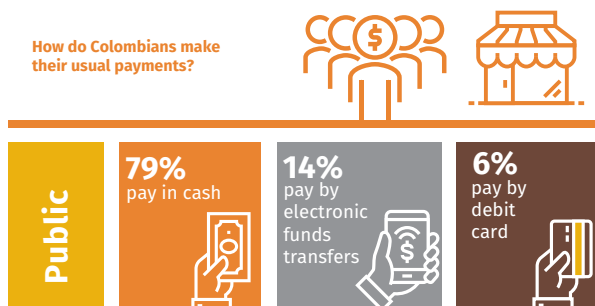 How do Colombians make
their usual payments?
$
Public
79%
pay in cash
14%
pay by
electronic
funds
transfers
$
6%
pay by
debit
card